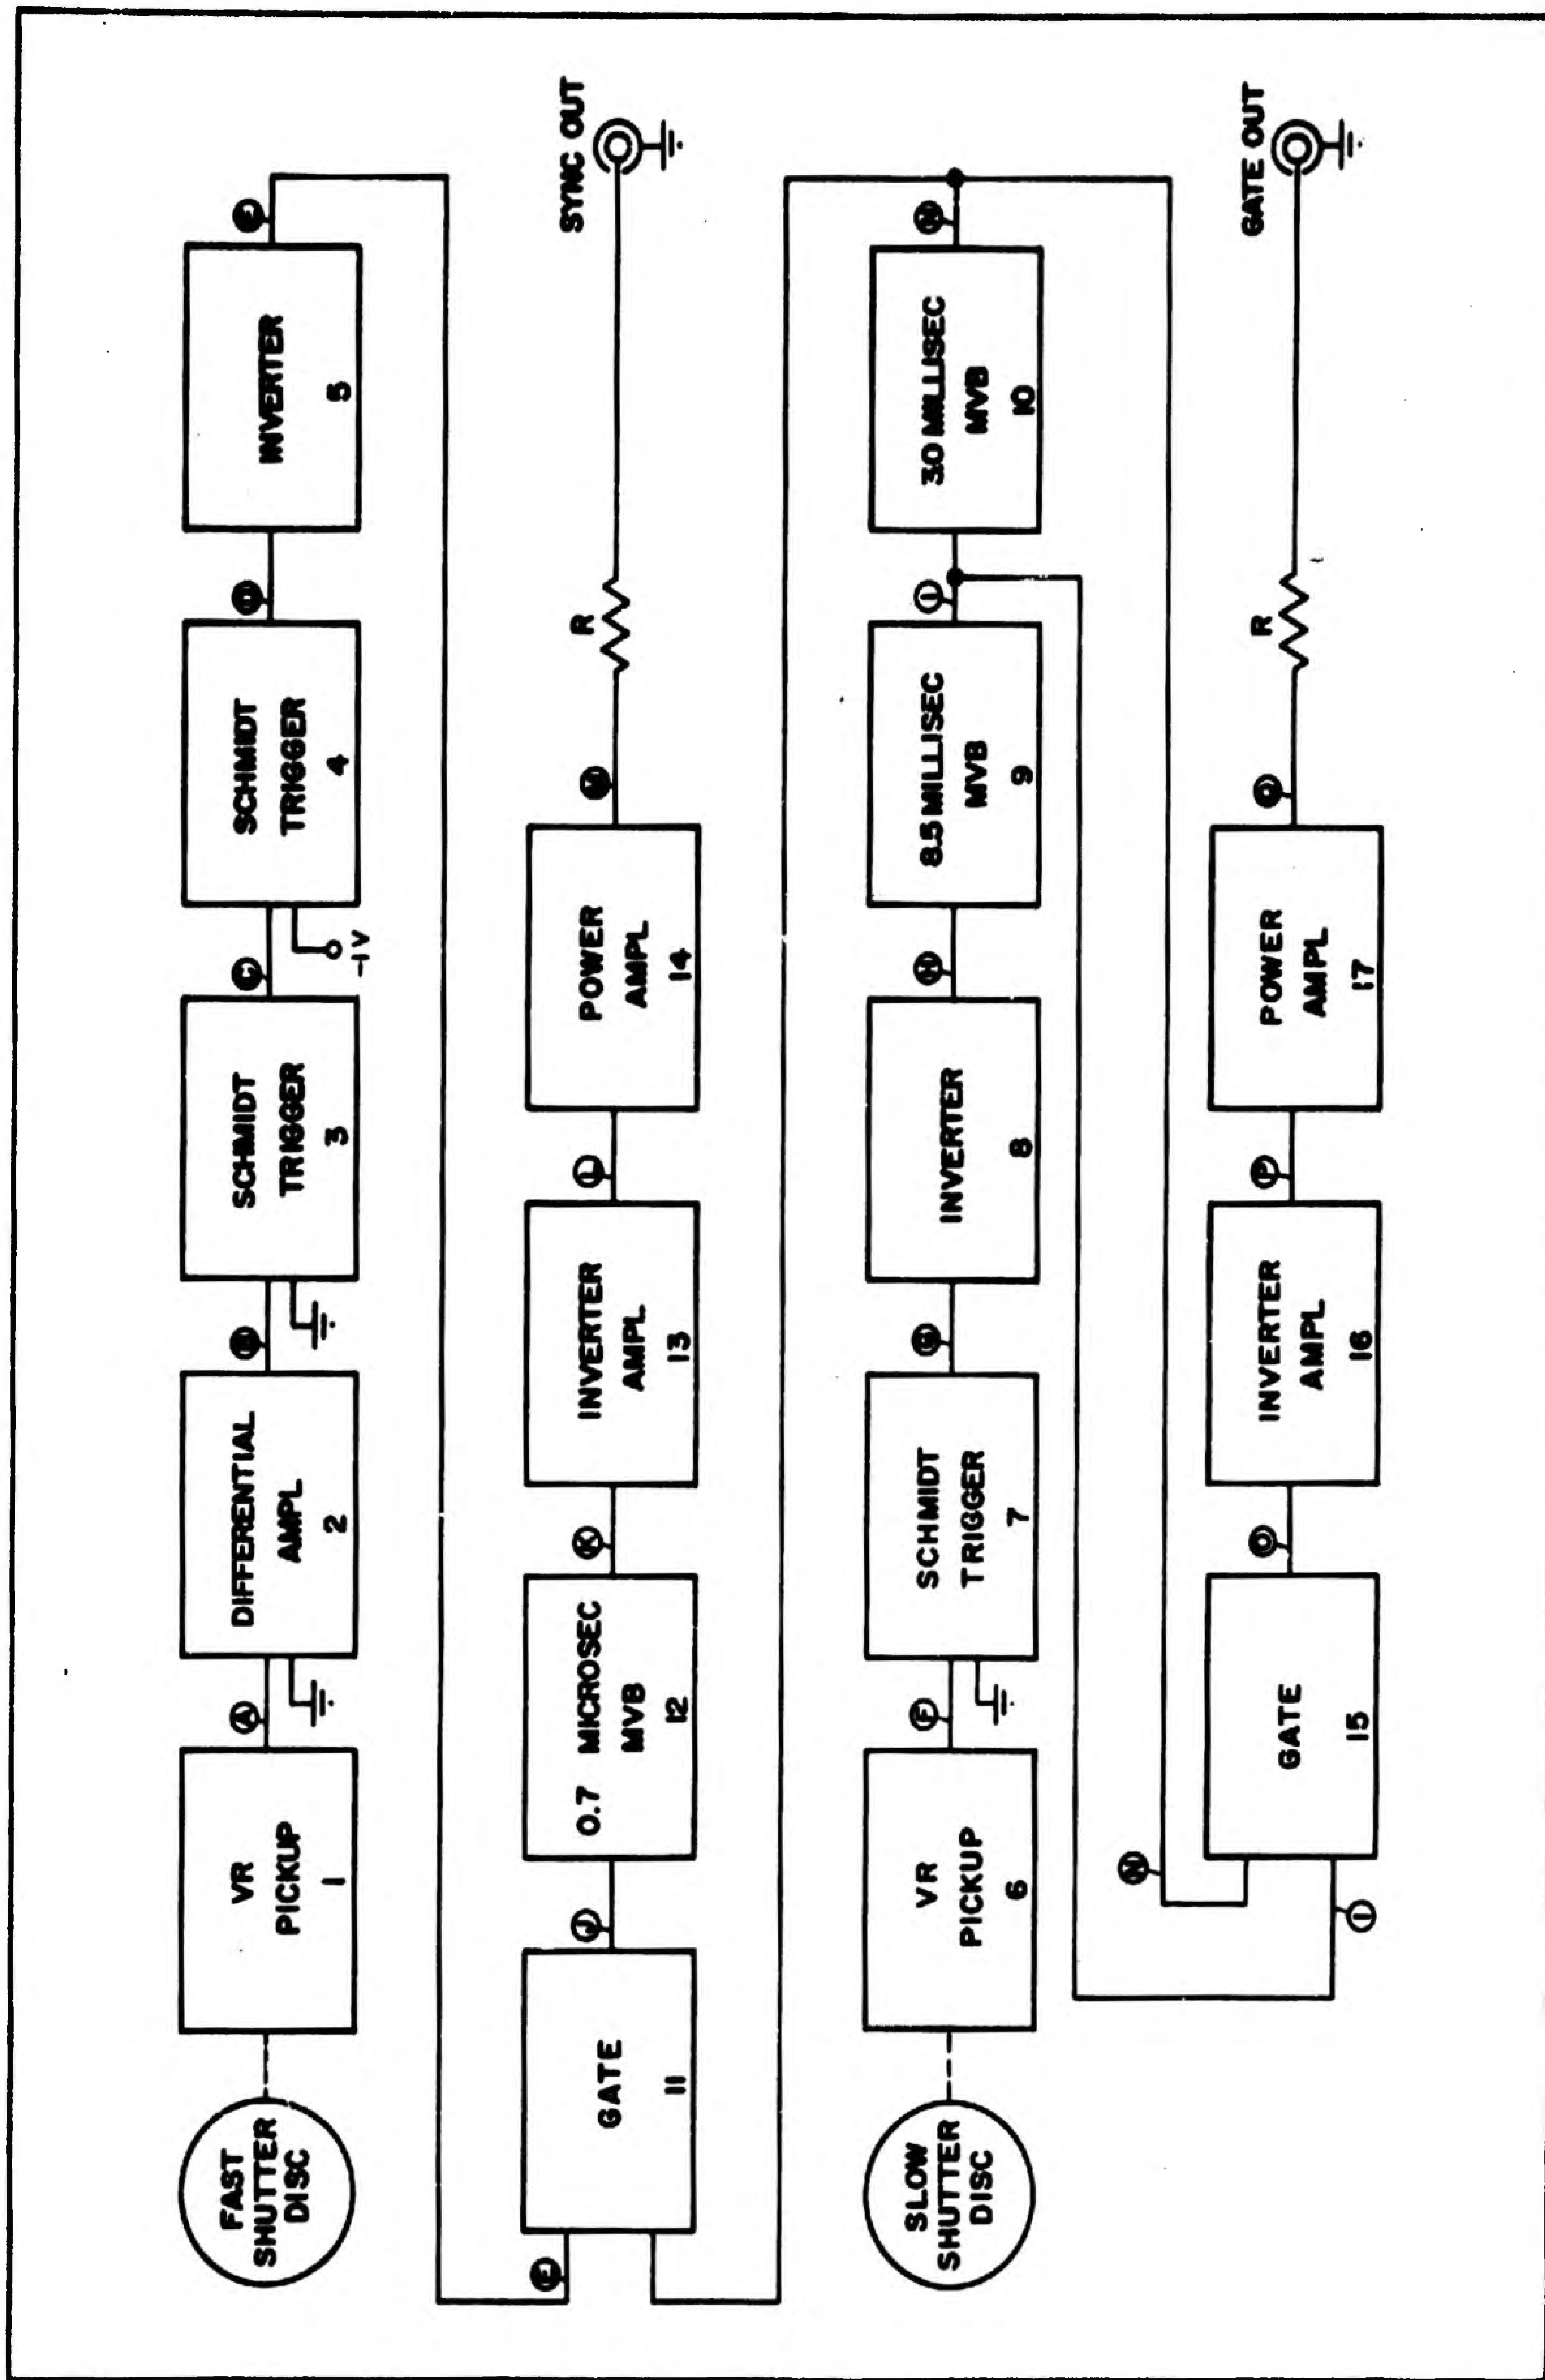 FAST
SHUTTER
DISC
VR
PICKUP
1
A
DIFFERENTIAL
AMPL
2
B
SCHMIDT
TRIGGER
3
C
-1V
SCHMIDT
TRIGGER
4
D
INVERTER
5
E
E
GATE
11
J
0.7 MICROSEC
MVB
12
K
INVERTER
AMPL
13
L
POWER
AMPL
14
M
R
SYNC OUT
SLOW
SHUTTER
DISC
VR
PICKUP
6
F
SCHMIDT
TRIGGER
7
G
INVERTER
8
H
8.5 MILLISEC
MVB
9
I
30 MILLISEC
MVB
10
N
N
I
GATE
15
O
INVERTER
AMPL
16
P
POWER
AMPL
17
Q
R
GATE OUT